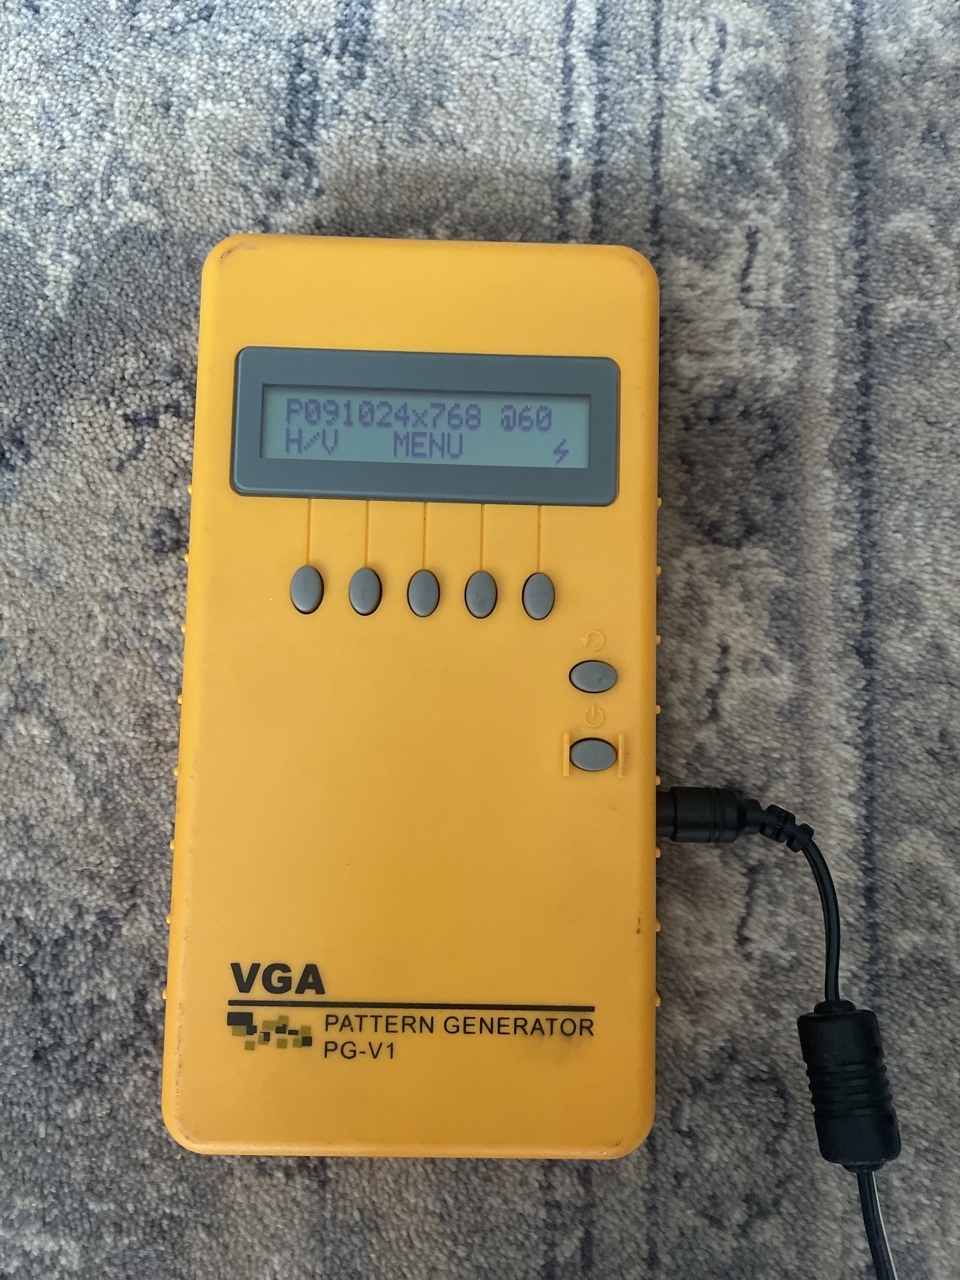 P091024x768 @60
H/V MENU
VGA
PATTERN GENERATOR
PG-V1